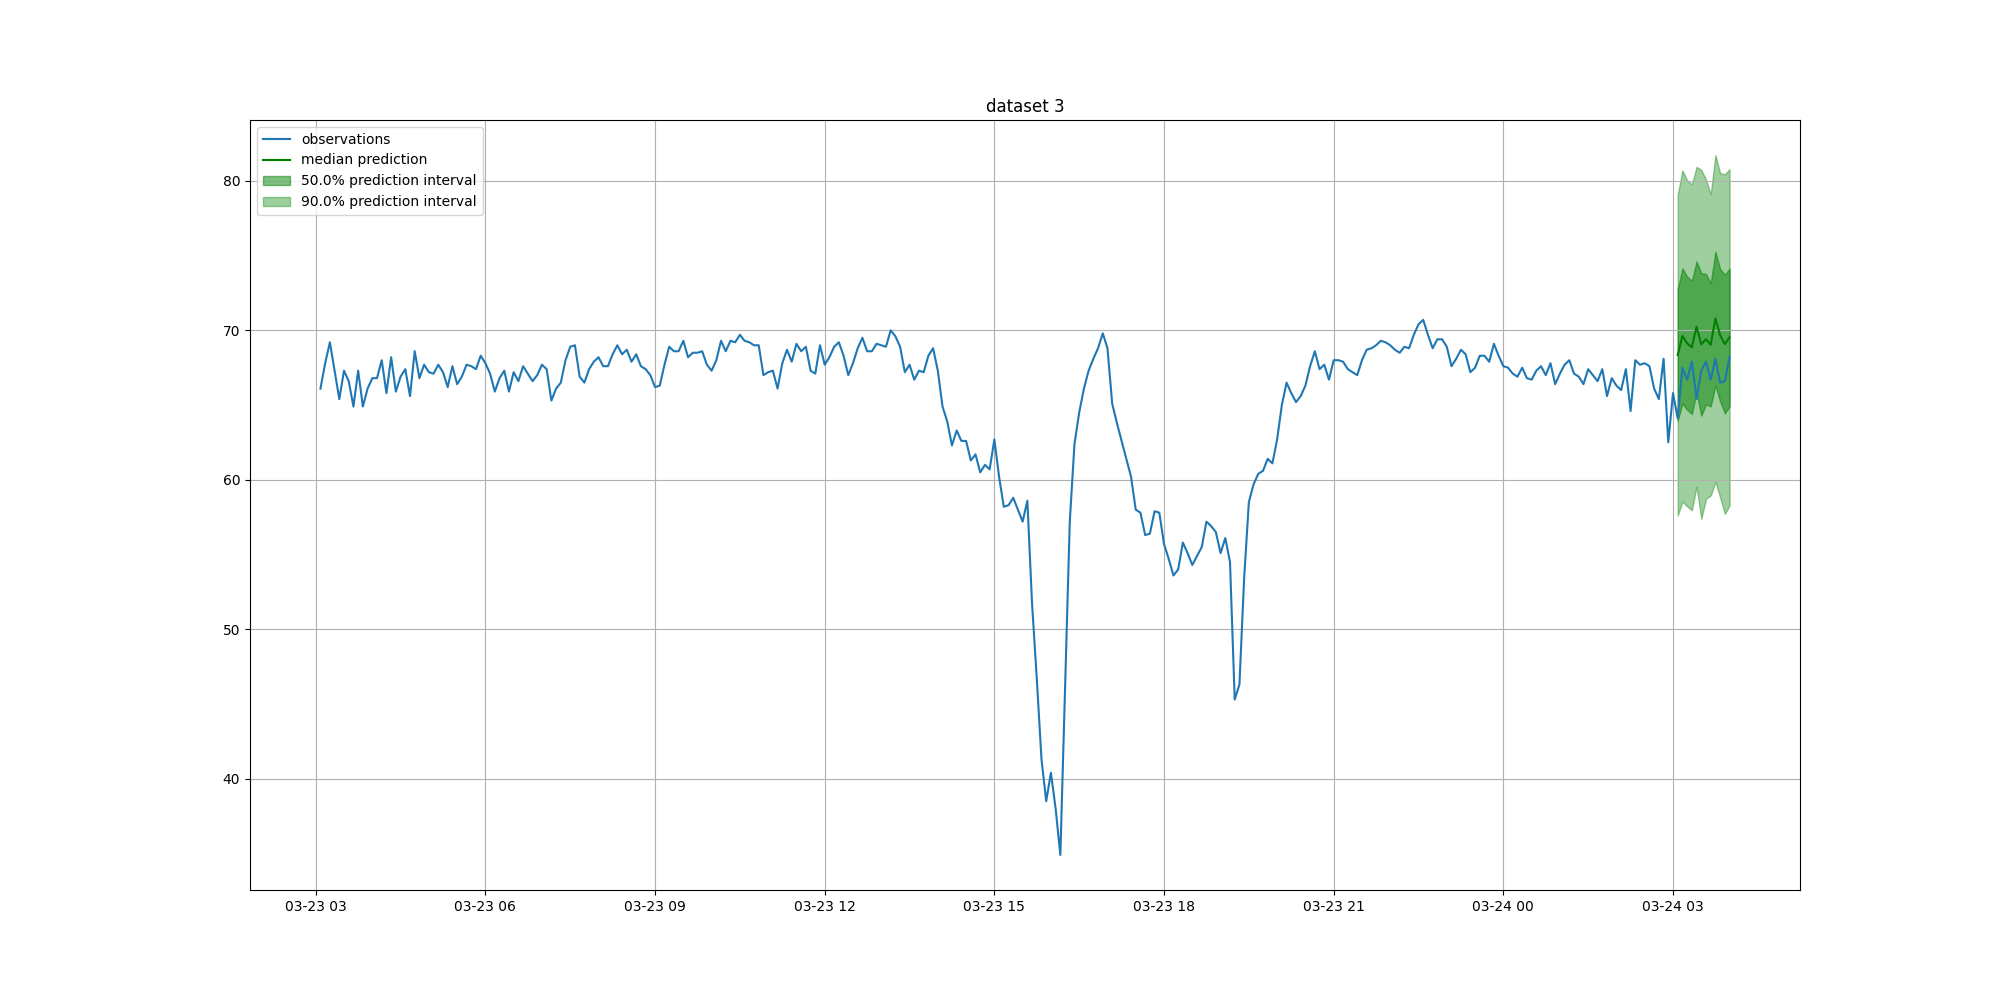 dataset 3
observations
median prediction
50.0% prediction interval
90.0% prediction interval
80
70
60
50
40
03-23 03 03-23 06 03-23 09 03-23 12 03-23 15 03-23 18 03-23 21 03-24 00 03-24 03